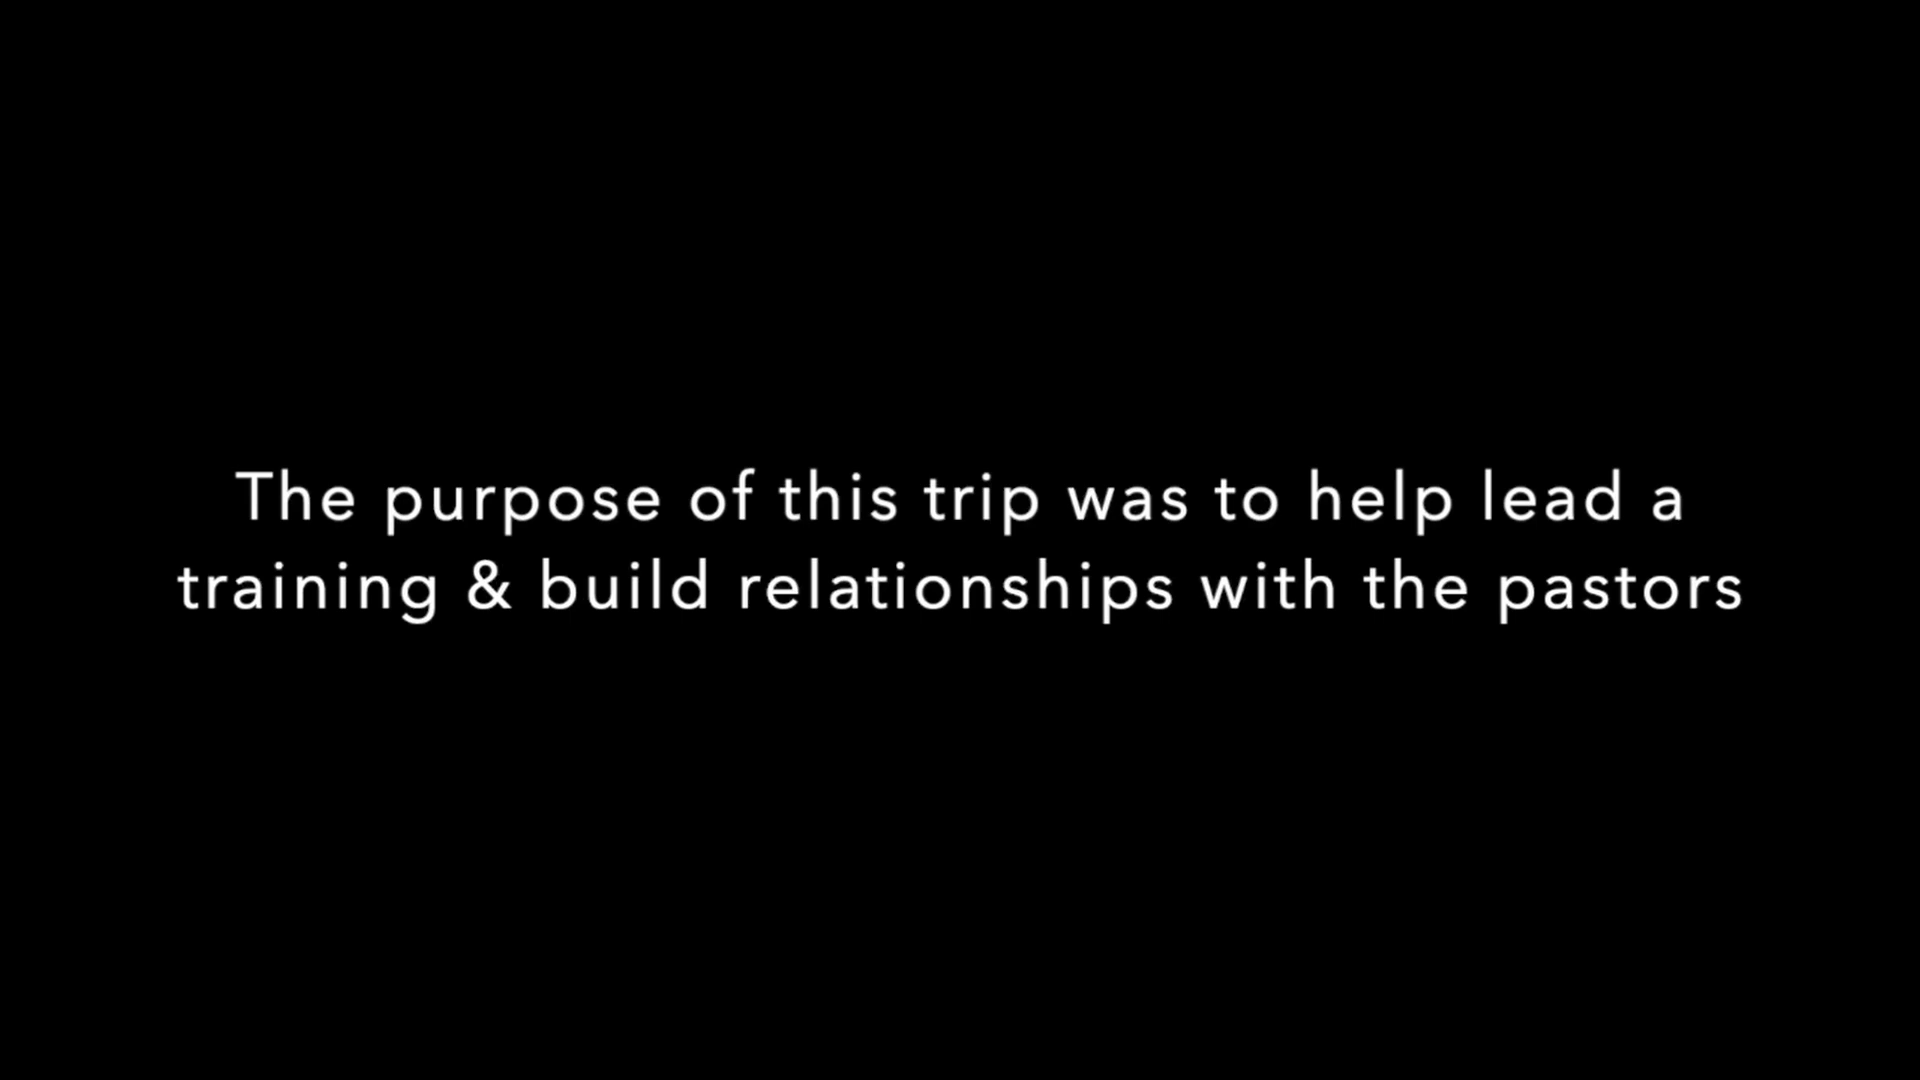 The purpose of this trip was to help lead a
training & build relationships with the pastors